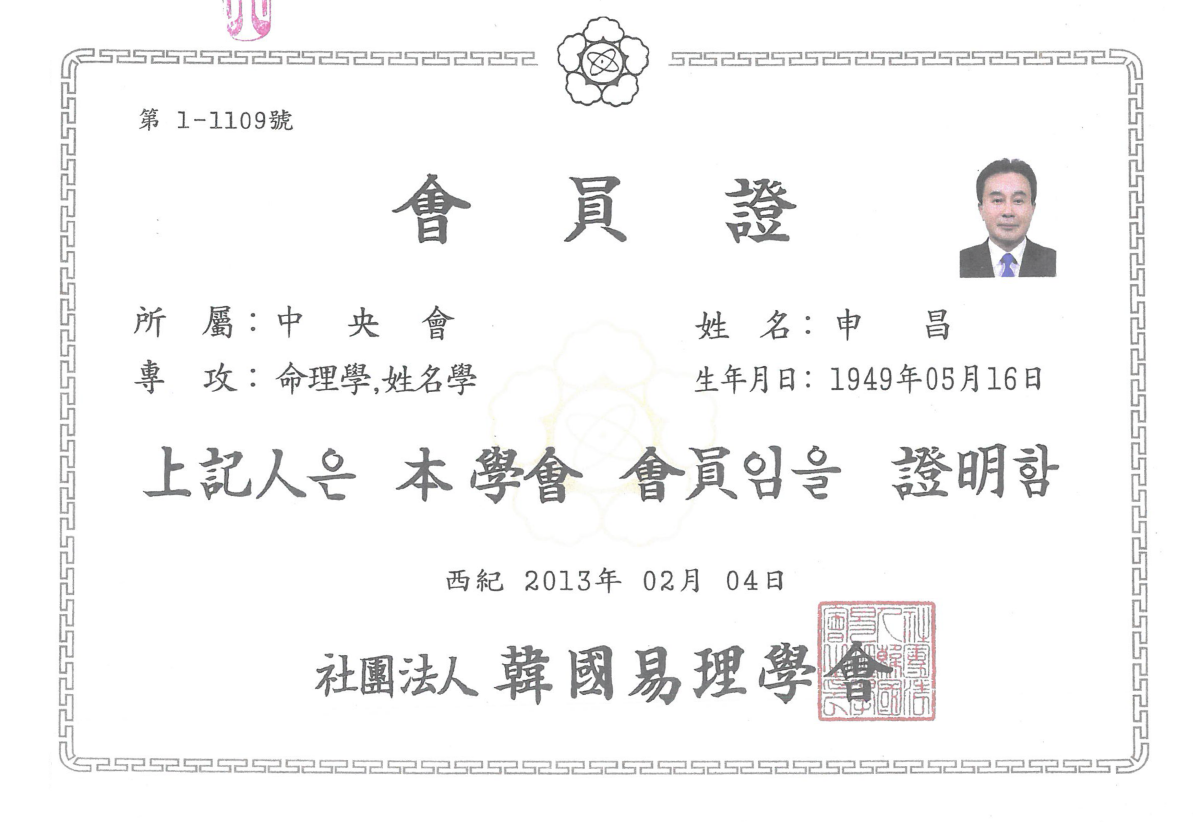 第 1-1109號
會 員 證
所 屬 : 中 央 會
姓 名 : 申 昌
專 攻 : 命理學,姓名學
生年月日: 1949年05月16日
上記人은 本學會 會員임을 證明함
西紀 2013年 02月 04日
社團法人 韓國易理學會